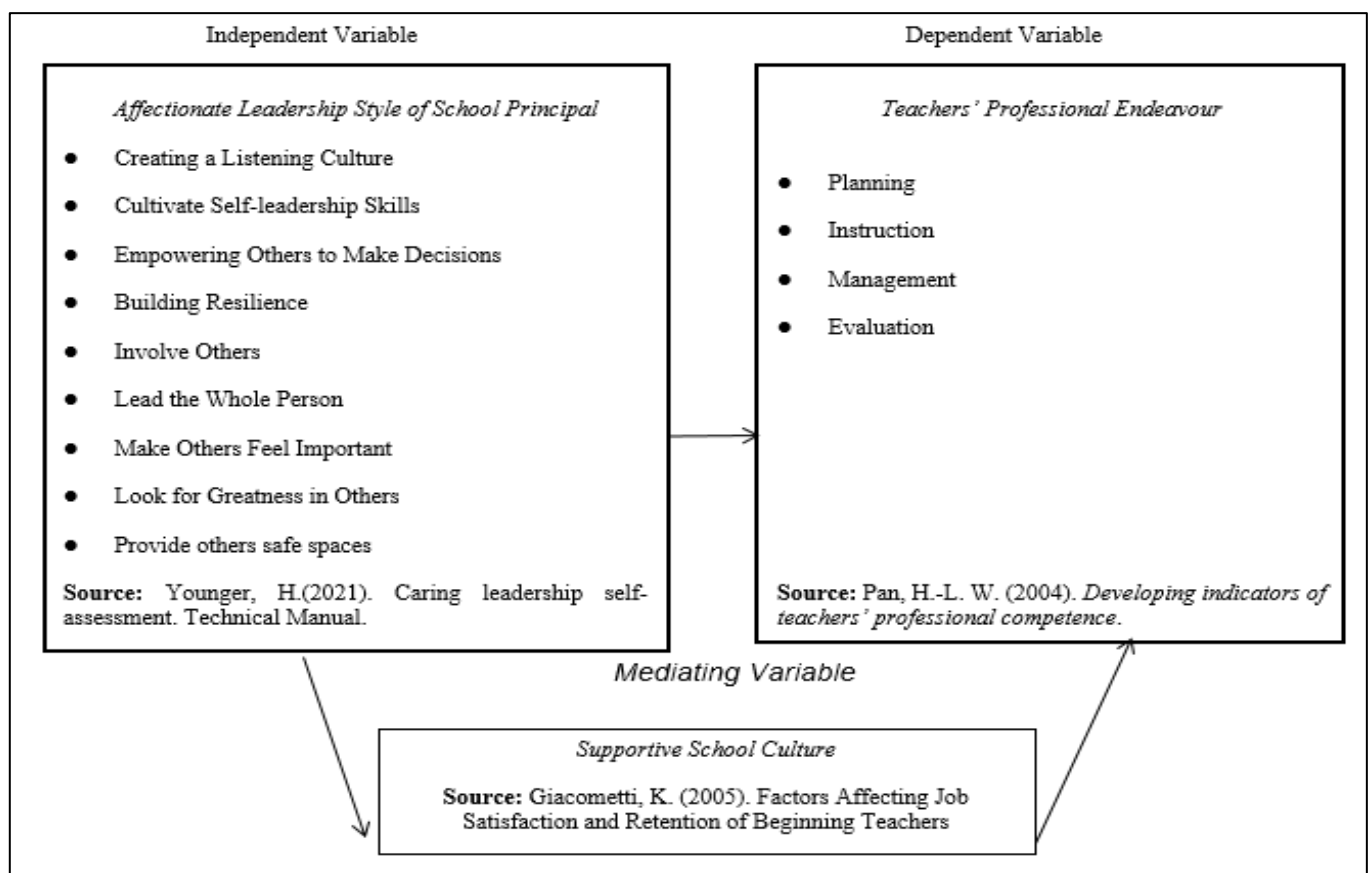 Independent Variable
Dependent Variable
Affectionate Leadership Style of School Principal
● Creating a Listening Culture
● Cultivate Self-leadership Skills
● Empowering Others to Make Decisions
● Building Resilience
● Involve Others
● Lead the Whole Person
● Make Others Feel Important
● Look for Greatness in Others
● Provide others safe spaces
Source: Younger, H.(2021). Caring leadership self-
assessment. Technical Manual.
Teachers’ Professional Endeavour
● Planning
● Instruction
● Management
● Evaluation
Source: Pan, H.-L. W. (2004). Developing indicators of
teachers’ professional competence.
Mediating Variable
Supportive School Culture
Source: Giacometti, K. (2005). Factors Affecting Job
Satisfaction and Retention of Beginning Teachers